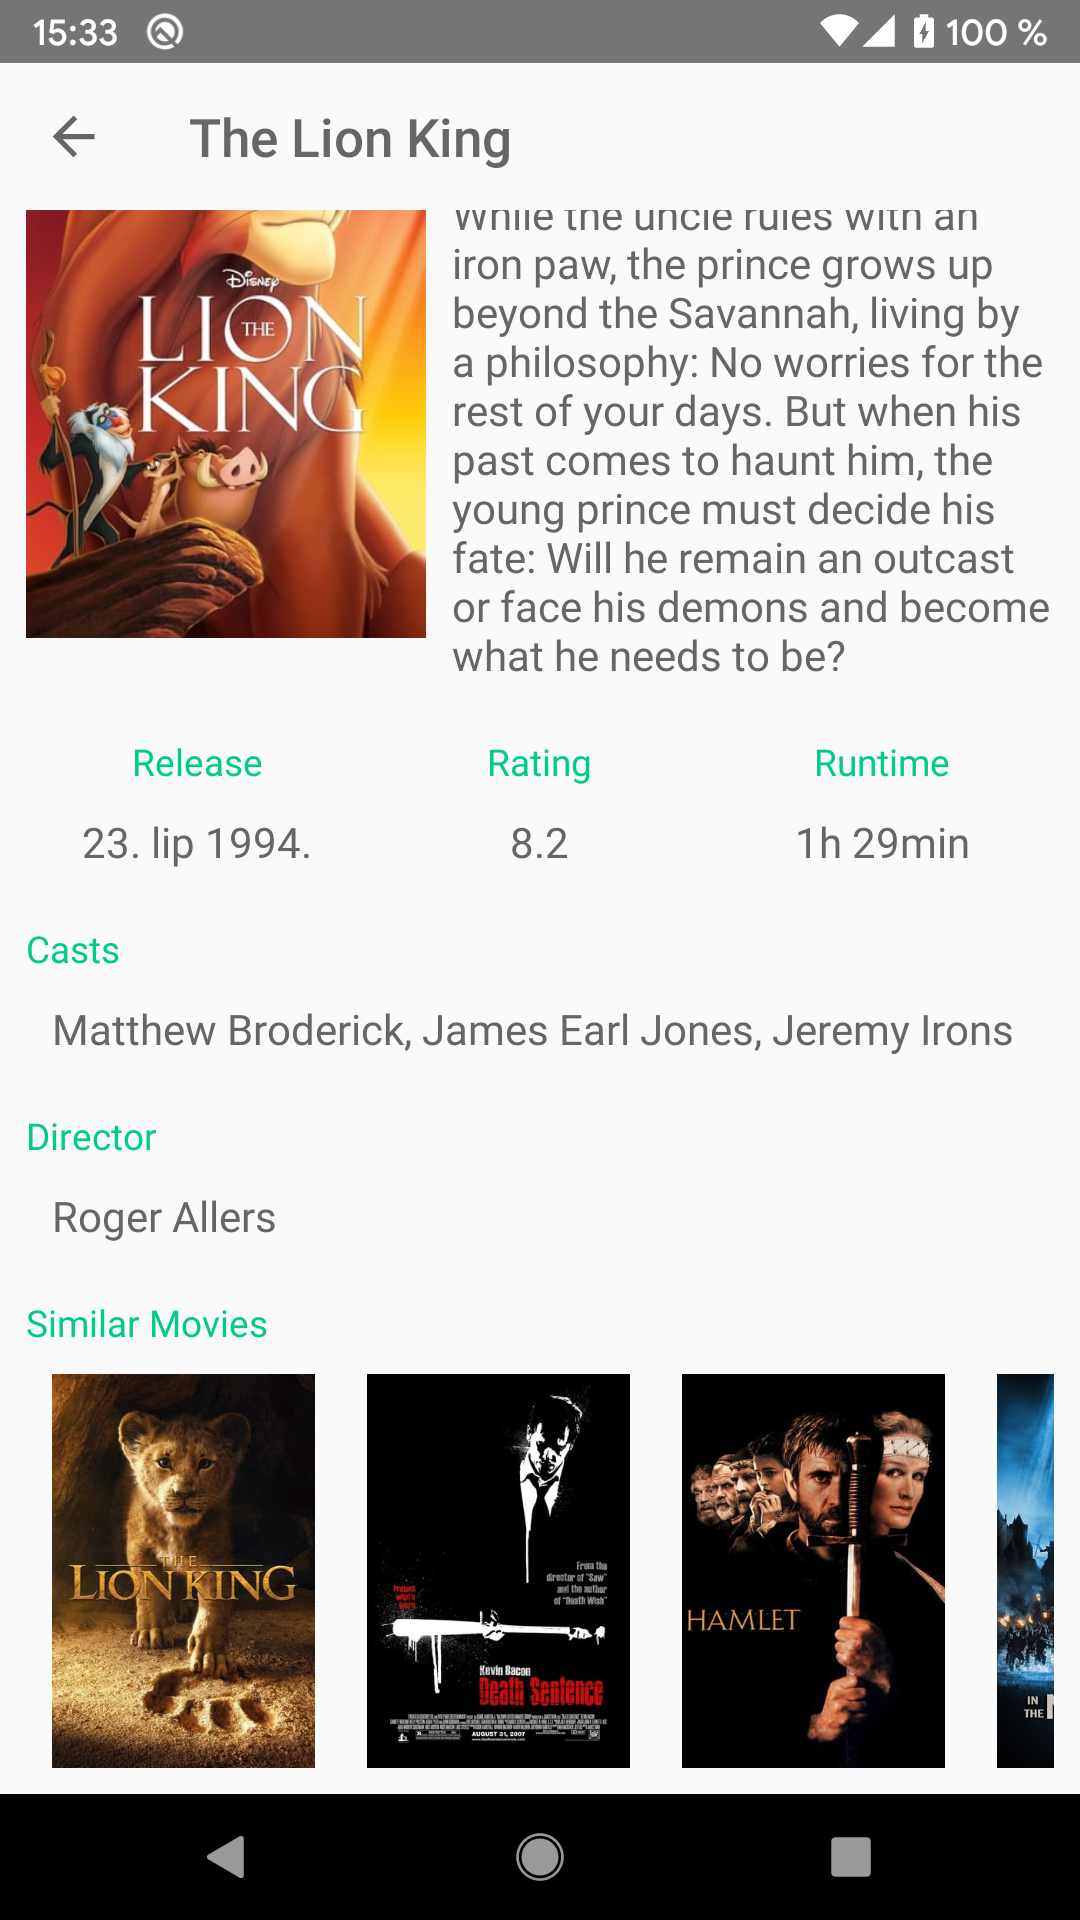 15:33
100 %
The Lion King
While the uncle rules with an
iron paw, the prince grows up
beyond the Savannah, living by
a philosophy: No worries for the
rest of your days. But when his
past comes to haunt him, the
young prince must decide his
fate: Will he remain an outcast
or face his demons and become
what he needs to be?
Disney
THE
LION
KING
Release
Rating
Runtime
23. lip 1994.
8.2
1h 29min
Casts
Matthew Broderick, James Earl Jones, Jeremy Irons
Director
Roger Allers
Similar Movies
THE
LION KING
From the
director of "Saw"
and the author
of "Death Wish"
Protect
what's
yours.
Kevin Bacon
Death Sentence
AUGUST 31, 2007
HAMLET
IN
THE